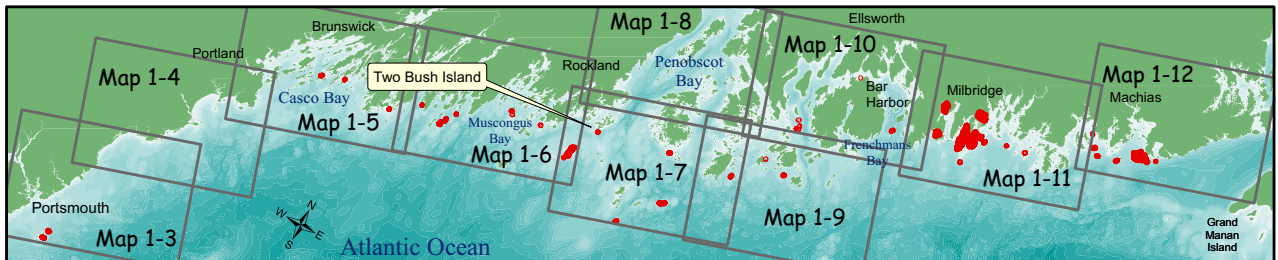 Map 1-8
Ellsworth
Brunswick
Map 1-10
Portland
Rockland
Penobscot
Bay
Map 1-4
Two Bush Island
Map 1-12
Bar
Harbor
Milbridge
Machias
Casco Bay
Map 1-5
Muscongus
Bay
Map 1-6
Frenchmans
Bay
Map 1-7
Map 1-11
Portsmouth
Map 1-3
N
W
E
S
Map 1-9
Atlantic Ocean
Grand
Manan
Island